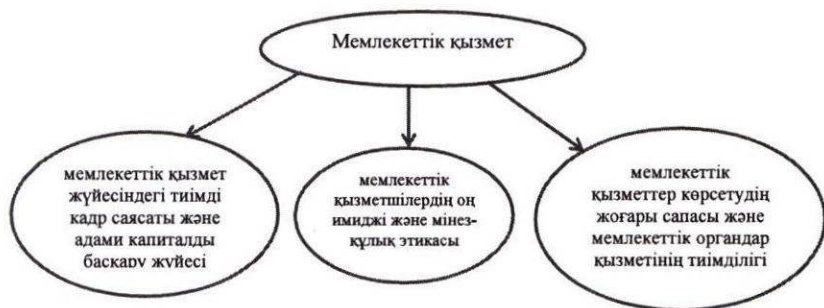 Мемлекеттік қызмет
мемлекеттік қызмет
жүйесіндегі тиімді
кадр саясаты және
адами капиталды
басқару жүйесі
мемлекеттік
қызметшілердің оң
имиджі және мінез-
құлық этикасы
мемлекеттік
қызметтер көрсетудің
жоғары сапасы және
мемлекеттік органдар
қызметінің тиімділігі